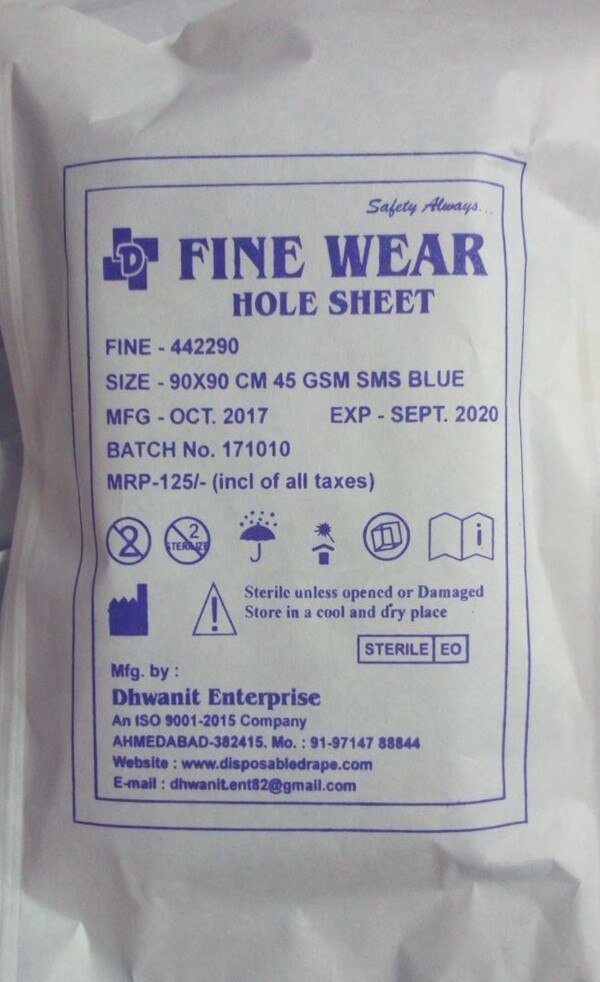 Safety Always...
D
FINE WEAR
HOLE SHEET
FINE - 442290
SIZE - 90X90 CM 45 GSM SMS BLUE
MFG - OCT. 2017 EXP - SEPT. 2020
BATCH No. 171010
MRP-125/- (incl of all taxes)
2 2 STERILIZE i
! Sterile unless opened or Damaged
Store in a cool and dry place
STERILE EO
Mfg. by :
Dhwanit Enterprise
An ISO 9001-2015 Company
AHMEDABAD-382415. Mo. : 91-97147 88844
Website : www.disposabledrape.com
E-mail : dhwanit.ent82@gmail.com